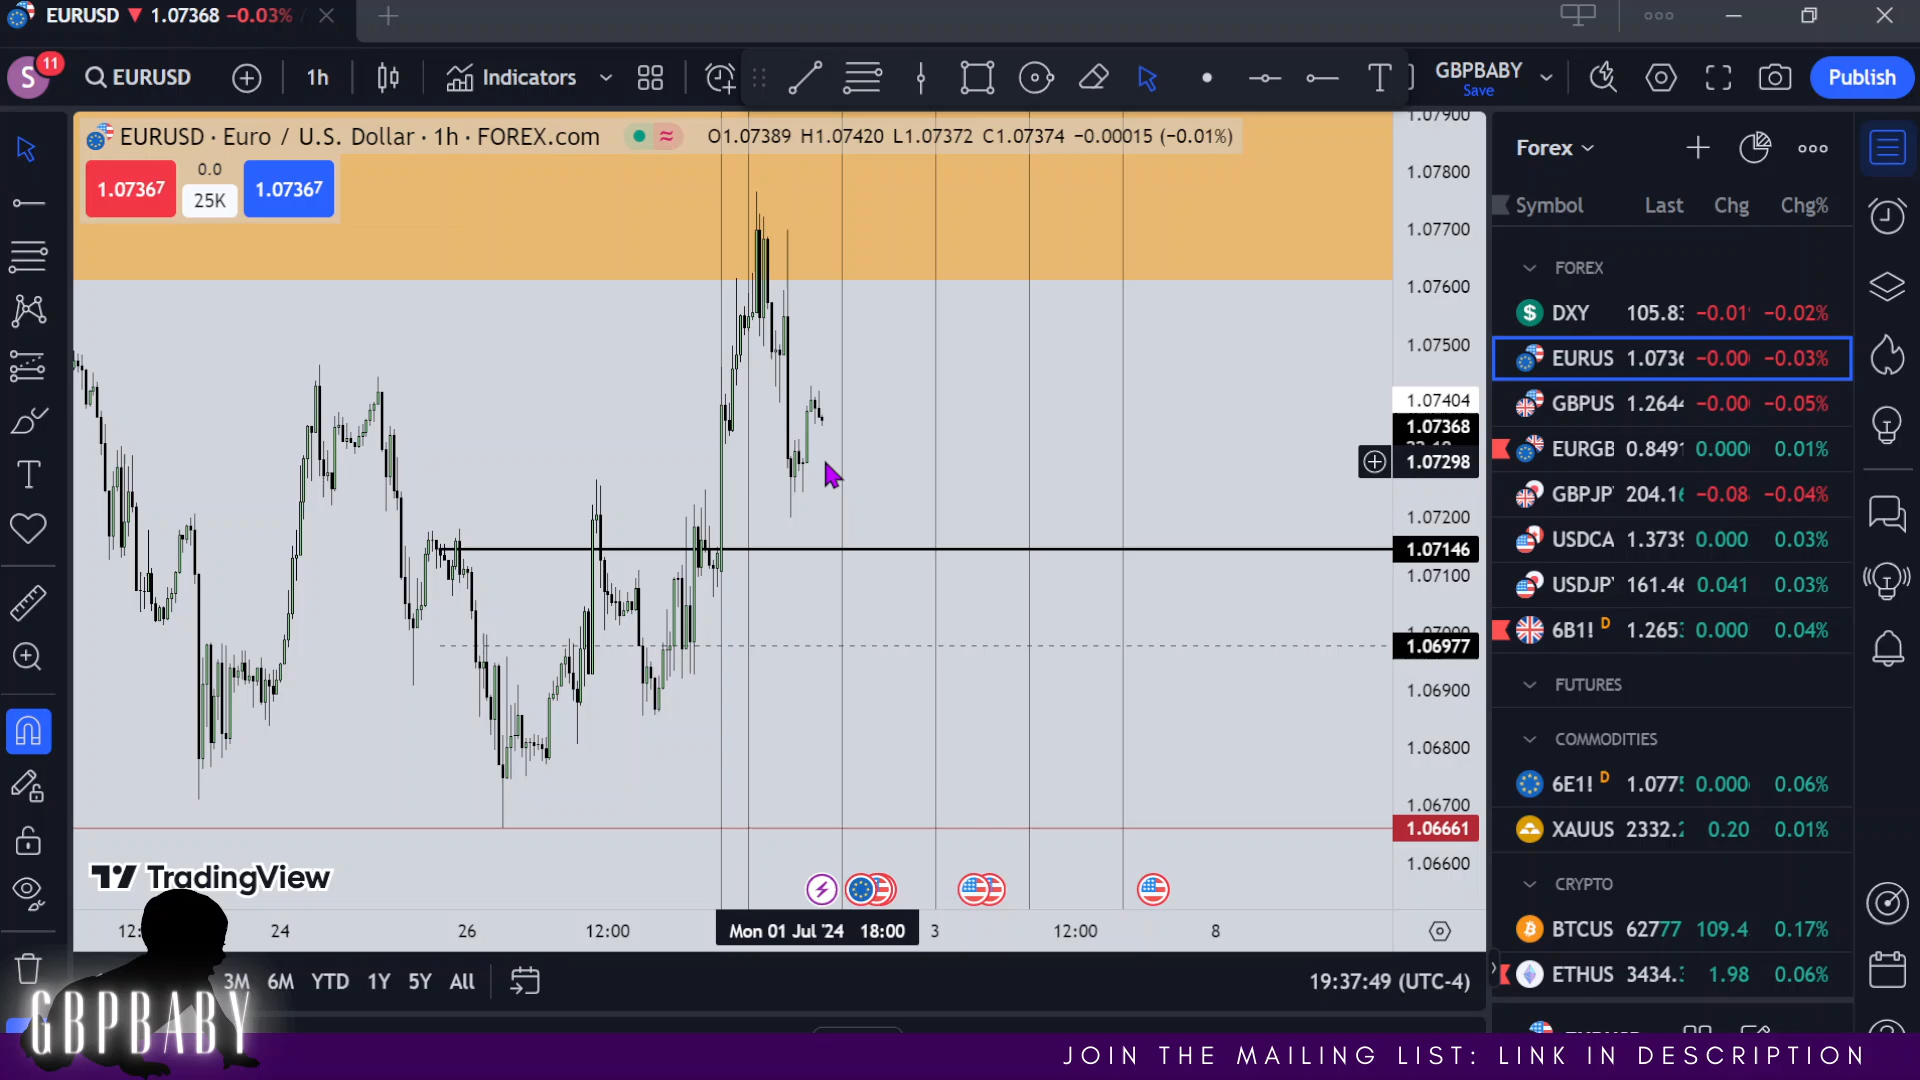 EURUSD ▼ 1.07368 −0.03%
S 11 EURUSD 1h Indicators GBPBABY Save Publish
EURUSD · Euro / U.S. Dollar · 1h · FOREX.com O1.07389 H1.07420 L1.07372 C1.07374 −0.00015 (−0.01%)
1.07367 0.0 25K 1.07367
1.07900
1.07800
1.07700
1.07600
1.07500
1.07404
1.07368
1.07298
1.07200
1.07146
1.07100
1.06977
1.06900
1.06800
1.06700
1.06661
1.06600
TradingView
24 26 12:00 Mon 01 Jul '24 18:00 3 12:00 8
3M 6M YTD 1Y 5Y All 19:37:49 (UTC-4)
Forex
Symbol Last Chg Chg%
FOREX
DXY 105.8 −0.01 −0.02%
EURUS 1.073 −0.00 −0.03%
GBPUS 1.264 −0.00 −0.05%
EURGB 0.849 0.000 0.01%
GBPJP 204.1 −0.08 −0.04%
USDCA 1.373 0.000 0.03%
USDJP 161.4 0.041 0.03%
6B1! D 1.265 0.000 0.04%
FUTURES
COMMODITIES
6E1! D 1.077 0.000 0.06%
XAUUS 2332. 0.20 0.01%
CRYPTO
BTCUS 62777 109.4 0.17%
ETHUS 3434. 1.98 0.06%
GBPBABY
JOIN THE MAILING LIST: LINK IN DESCRIPTION